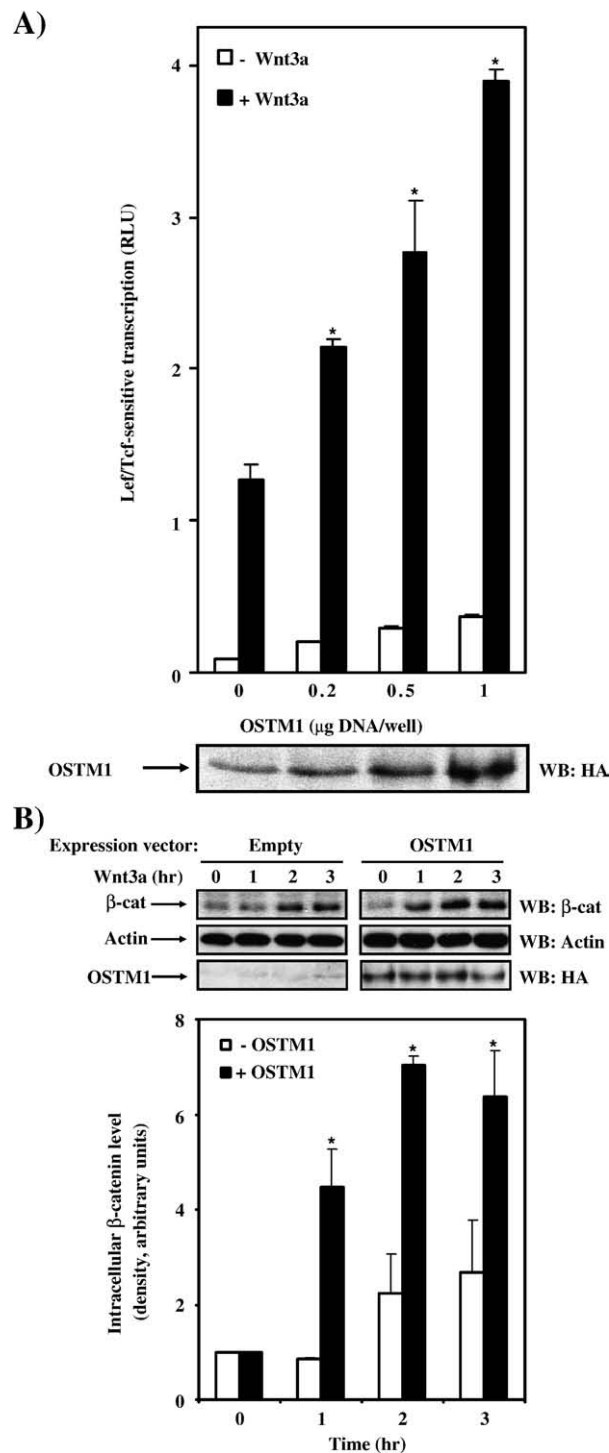 A)
- Wnt3a
+ Wnt3a
Lef/Tcf-sensitive transcription (RLU)
4
3
2
1
0
0 0.2 0.5 1
OSTM1 (μg DNA/well)
OSTM1 WB: HA
B)
Expression vector: Empty OSTM1
Wnt3a (hr) 0 1 2 3 0 1 2 3
β-cat WB: β-cat
Actin WB: Actin
OSTM1 WB: HA
- OSTM1
+ OSTM1
Intracellular β-catenin level
(density, arbitrary units)
8
6
4
2
0
* * *
0 1 2 3
Time (hr)